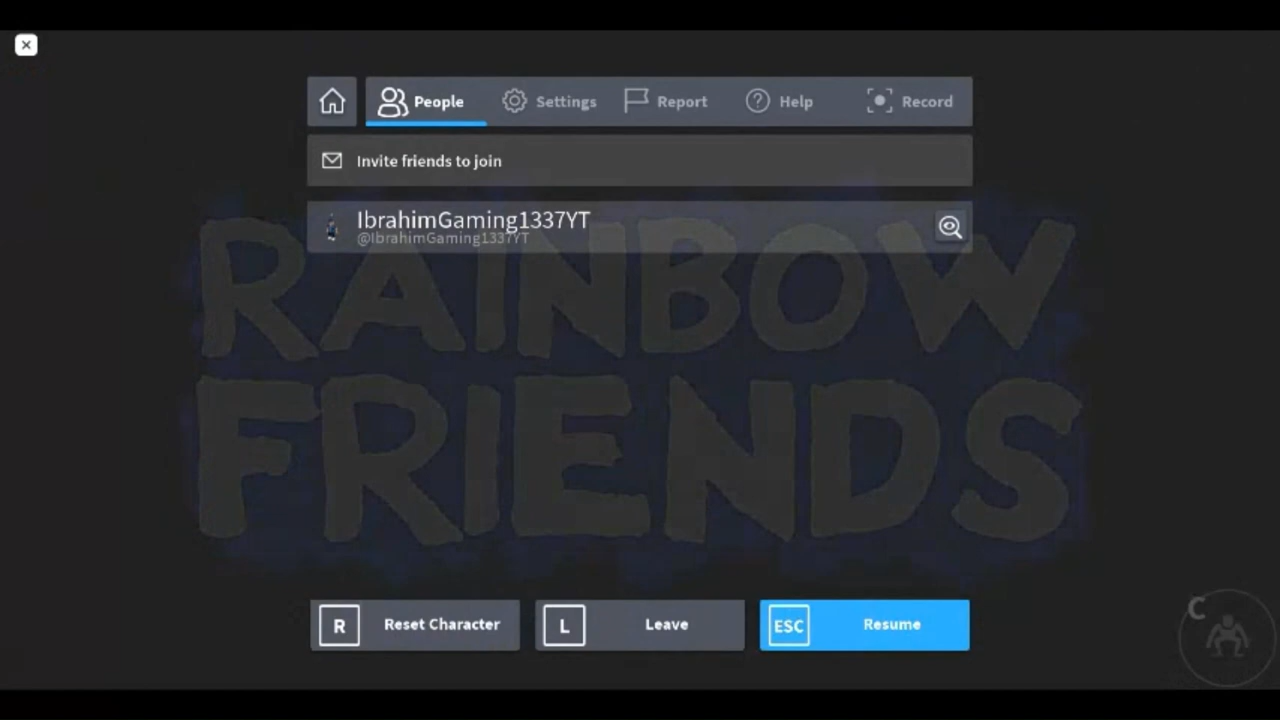 People
Settings
Report
Help
Record
Invite friends to join
IbrahimGaming1337YT
@IbrahimGaming1337YT
RAINBOW
FRIENDS
R
Reset Character
L
Leave
ESC
Resume
C